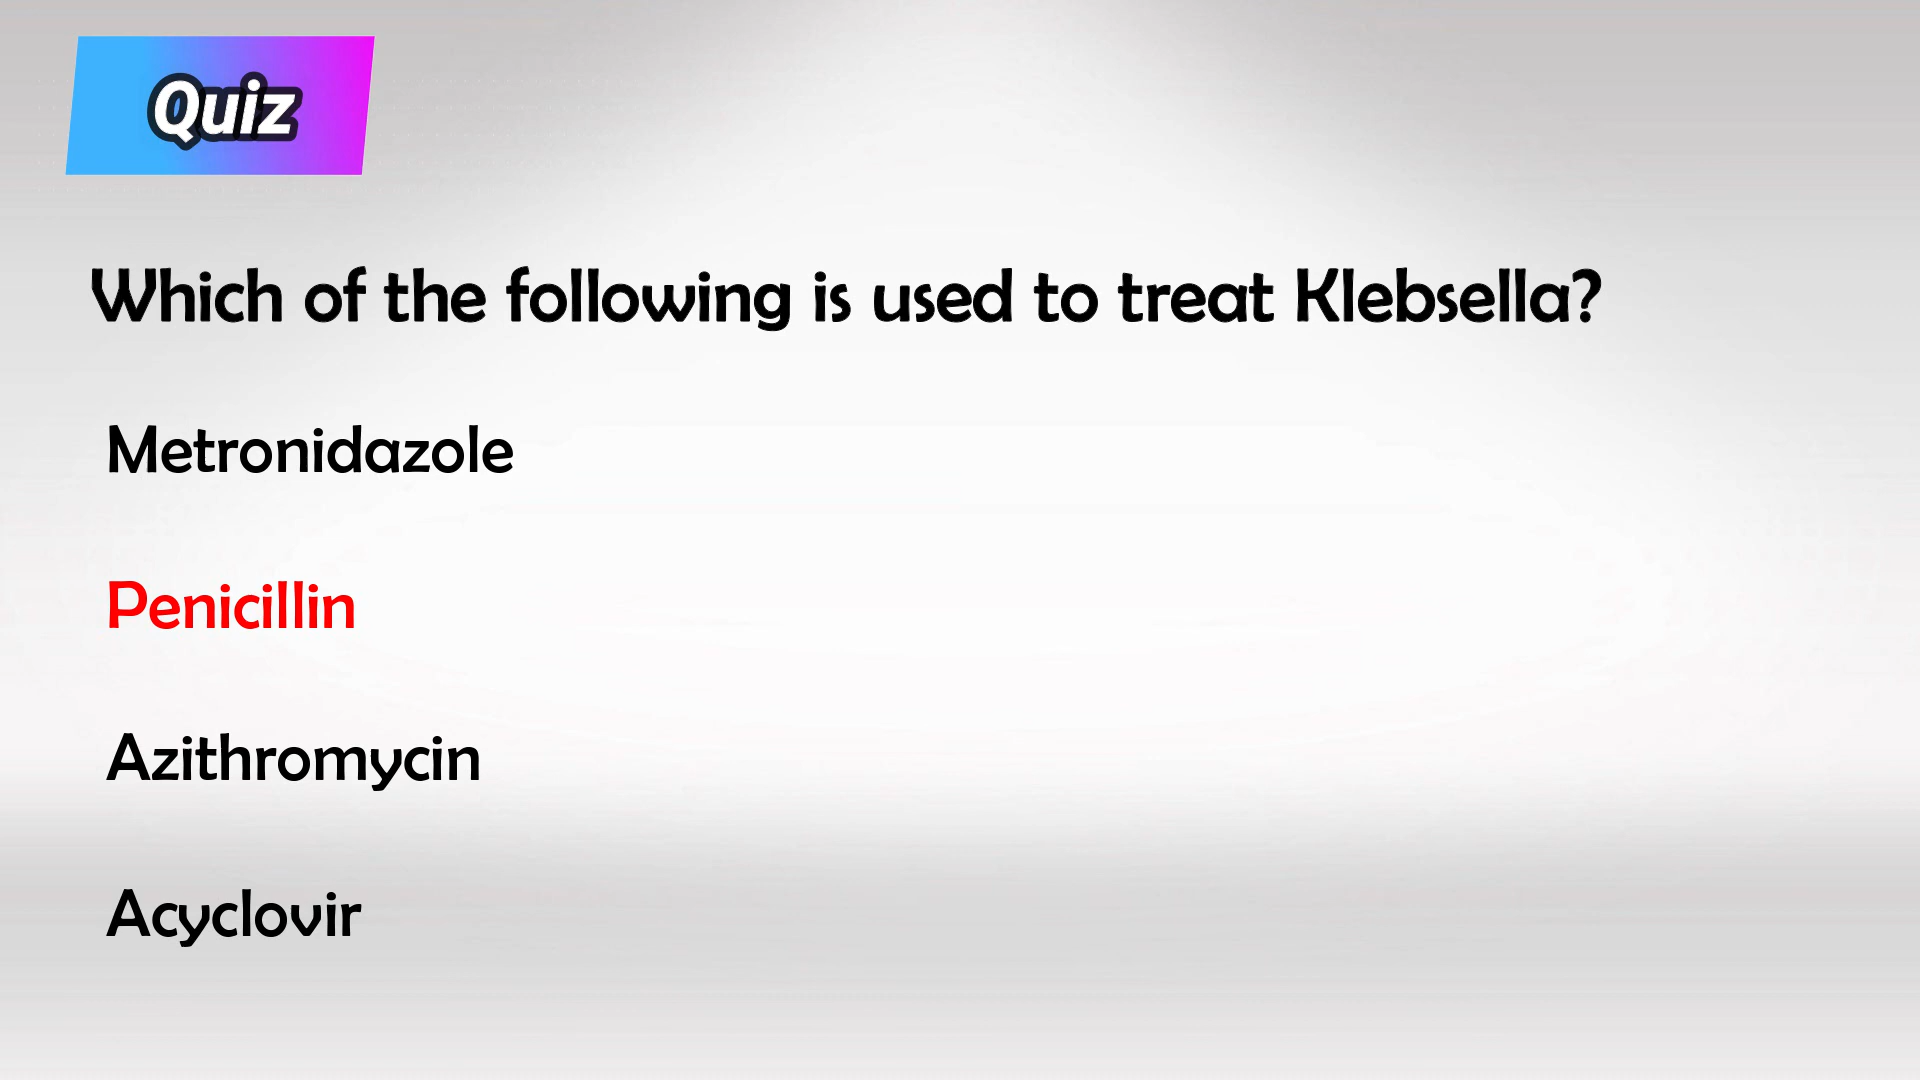 Quiz
Which of the following is used to treat Klebsella?
Metronidazole
Penicillin
Azithromycin
Acyclovir